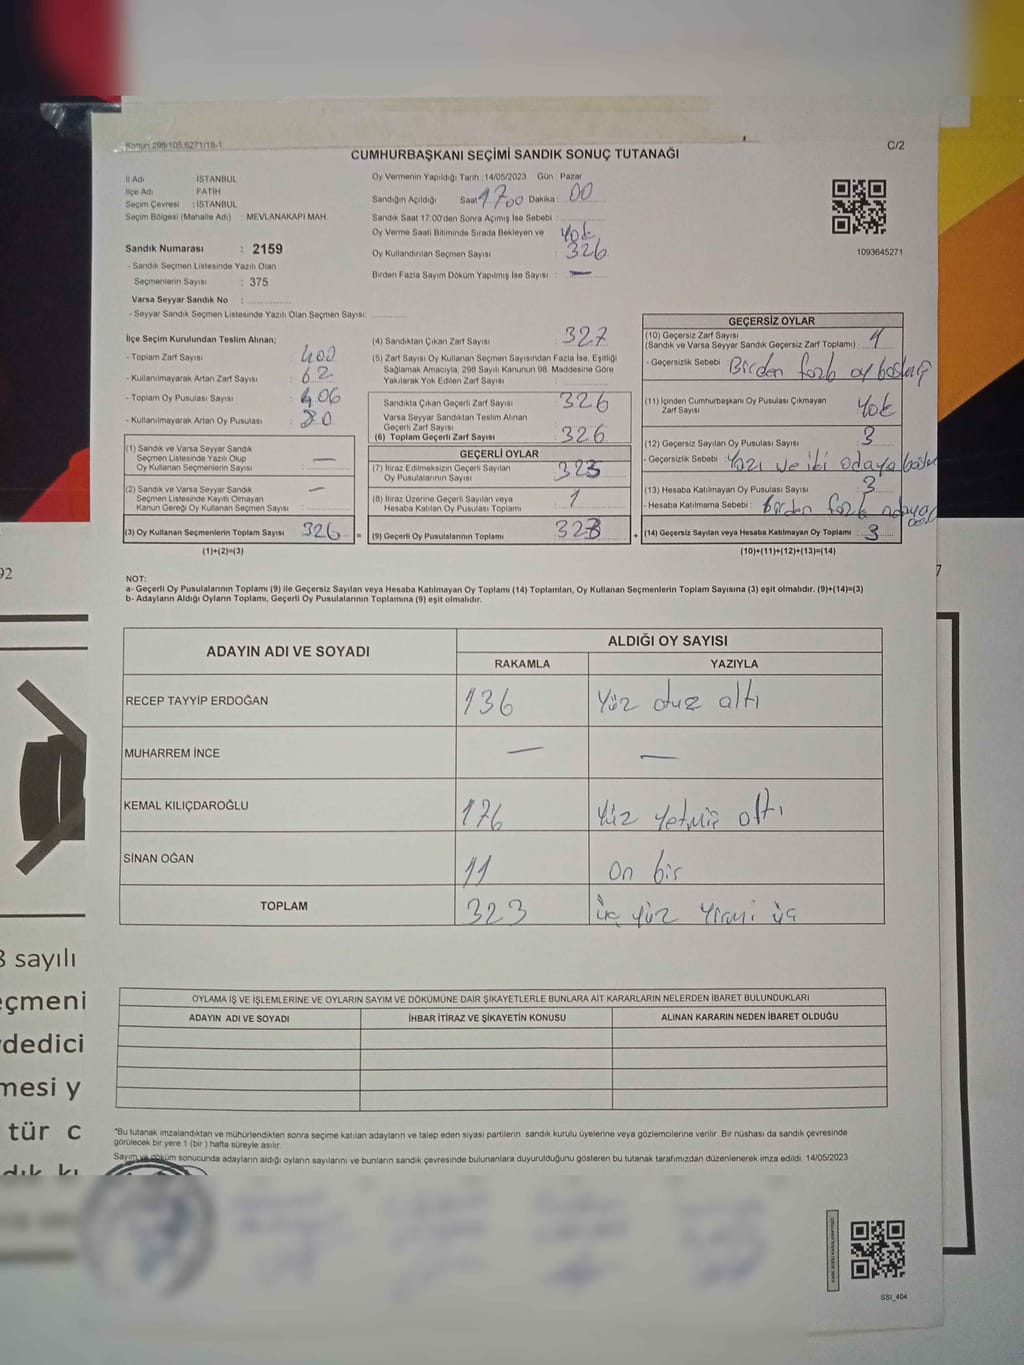 Kanun 298/105,6271/18-1
C/2
CUMHURBAŞKANI SEÇİMİ SANDIK SONUÇ TUTANAĞI
İl Adı İSTANBUL
İlçe Adı FATİH
Seçim Çevresi : İSTANBUL
Seçim Bölgesi (Mahalle Adı) : MEVLANAKAPI MAH.
Sandık Numarası : 2159
- Sandık Seçmen Listesinde Yazılı Olan
Seçmenlerin Sayısı : 375
Varsa Seyyar Sandık No :
- Seyyar Sandık Seçmen Listesinde Yazılı Olan Seçmen Sayısı:
Oy Vermenin Yapıldığı Tarih :14/05/2023 Gün : Pazar
Sandığın Açıldığı Saat 1700 Dakika : 00
Sandık Saat 17.00'den Sonra Açımış İse Sebebi :
Oy Verme Saati Bitiminde Sırada Bekleyen ve yok
Oy Kullandırılan Seçmen Sayısı : 326
Birden Fazla Sayım Döküm Yapılmış İse Sayısı : —
1093645271
İlçe Seçim Kurulundan Teslim Alınan;
- Toplam Zarf Sayısı : 400
- Kullanılmayarak Artan Zarf Sayısı : 62
- Toplam Oy Pusulası Sayısı : 406
- Kullanılmayarak Artan Oy Pusulası : 80
(1) Sandık ve Varsa Seyyar Sandık
Seçmen Listesinde Yazılı Olup
Oy Kullanan Seçmenlerin Sayısı : —
(2) Sandık ve Varsa Seyyar Sandık
Seçmen Listesinde Kayıtlı Olmayan
Kanun Gereği Oy Kullanan Seçmen Sayısı : —
(3) Oy Kullanan Seçmenlerin Toplam Sayısı : 326
(1)+(2)=(3)
(4) Sandıktan Çıkan Zarf Sayısı : 327
(5) Zarf Sayısı Oy Kullanan Seçmen Sayısından Fazla İse, Eşitliği
Sağlamak Amacıyla, 298 Sayılı Kanunun 98. Maddesine Göre
Yakılarak Yok Edilen Zarf Sayısı :
Sandıkta Çıkan Geçerli Zarf Sayısı : 326
Varsa Seyyar Sandıktan Teslim Alınan
Geçerli Zarf Sayısı :
(6) Toplam Geçerli Zarf Sayısı : 326
GEÇERLİ OYLAR
(7) İtiraz Edilmeksizin Geçerli Sayılan
Oy Pusulalarının Sayısı : 323
(8) İtiraz Üzerine Geçerli Sayılan veya
Hesaba Katılan Oy Pusulası Toplamı : 1
= (9) Geçerli Oy Pusulalarının Toplamı : 323
GEÇERSİZ OYLAR
(10) Geçersiz Zarf Sayısı
(Sandık ve Varsa Seyyar Sandık Geçersiz Zarf Toplamı) : 1
- Geçersizlik Sebebi : Birden fazla oy
(11) İçinden Cumhurbaşkanı Oy Pusulası Çıkmayan
Zarf Sayısı : yok
(12) Geçersiz Sayılan Oy Pusulası Sayısı : 3
- Geçersizlik Sebebi : Yazı ve iki adaya
(13) Hesaba Katılmayan Oy Pusulası Sayısı : 3
- Hesaba Katılmama Sebebi : Birden fazla adaya
+ (14) Geçersiz Sayılan veya Hesaba Katılmayan Oy Toplamı : 3
(10)+(11)+(12)+(13)=(14)
NOT:
a- Geçerli Oy Pusulalarının Toplamı (9) ile Geçersiz Sayılan veya Hesaba Katılmayan Oy Toplamı (14) Toplamları, Oy Kullanan Seçmenlerin Toplam Sayısına (3) eşit olmalıdır. (9)+(14)=(3)
b- Adayların Aldığı Oyların Toplamı, Geçerli Oy Pusulalarının Toplamına (9) eşit olmalıdır.
ADAYIN ADI VE SOYADI
ALDIĞI OY SAYISI
RAKAMLA YAZIYLA
RECEP TAYYİP ERDOĞAN 136 Yüz otuz altı
MUHARREM İNCE — —
KEMAL KILIÇDAROĞLU 176 Yüz yetmiş altı
SİNAN OĞAN 11 On bir
TOPLAM 323 üç yüz yirmi üç
OYLAMA İŞ VE İŞLEMLERİNE VE OYLARIN SAYIM VE DÖKÜMÜNE DAİR ŞİKAYETLERLE BUNLARA AİT KARARLARIN NELERDEN İBARET BULUNDUKLARI
ADAYIN ADI VE SOYADI İHBAR İTİRAZ VE ŞİKAYETİN KONUSU ALINAN KARARIN NEDEN İBARET OLDUĞU
*Bu tutanak imzalandıktan ve mühürlendikten sonra seçime katılan adayların ve talep eden siyasi partilerin sandık kurulu üyelerine veya gözlemcilerine verilir. Bir nüshası da sandık çevresinde
görülecek bir yere 1 (bir) hafta süreyle asılır.
Sayım ve döküm sonucunda adayların aldığı oyların sayılarını ve bunların sandık çevresinde bulunanlara duyurulduğunu gösteren bu tutanak tarafımızdan düzenlenerek imza edildi. 14/05/2023
SSI_404
92
7
3 sayılı
eçmeni
dedici
mesi y
tür c
dık kı